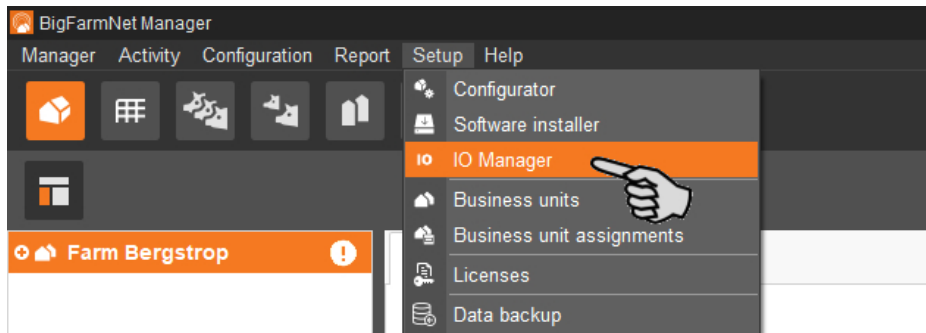 BigFarmNet Manager
Manager Activity Configuration Report Setup Help
Configurator
Software installer
IO IO Manager
Business units
Business unit assignments
Farm Bergstrop !
Licenses
Data backup